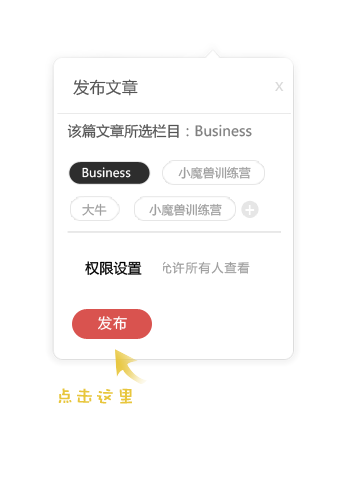 发布文章 x
该篇文章所选栏目：Business
Business 小魔兽训练营
大牛 小魔兽训练营 +
权限设置 允许所有人查看
发布
点击这里